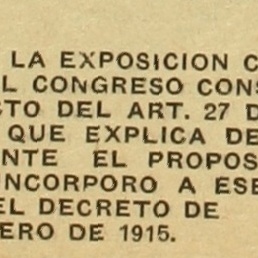 LA EXPOSICION C
L CONGRESO CONS
CTO DEL ART. 27 D
QUE EXPLICA DE
NTE EL PROPOS
INCORPORO A ESE
EL DECRETO DE
ERO DE 1915.